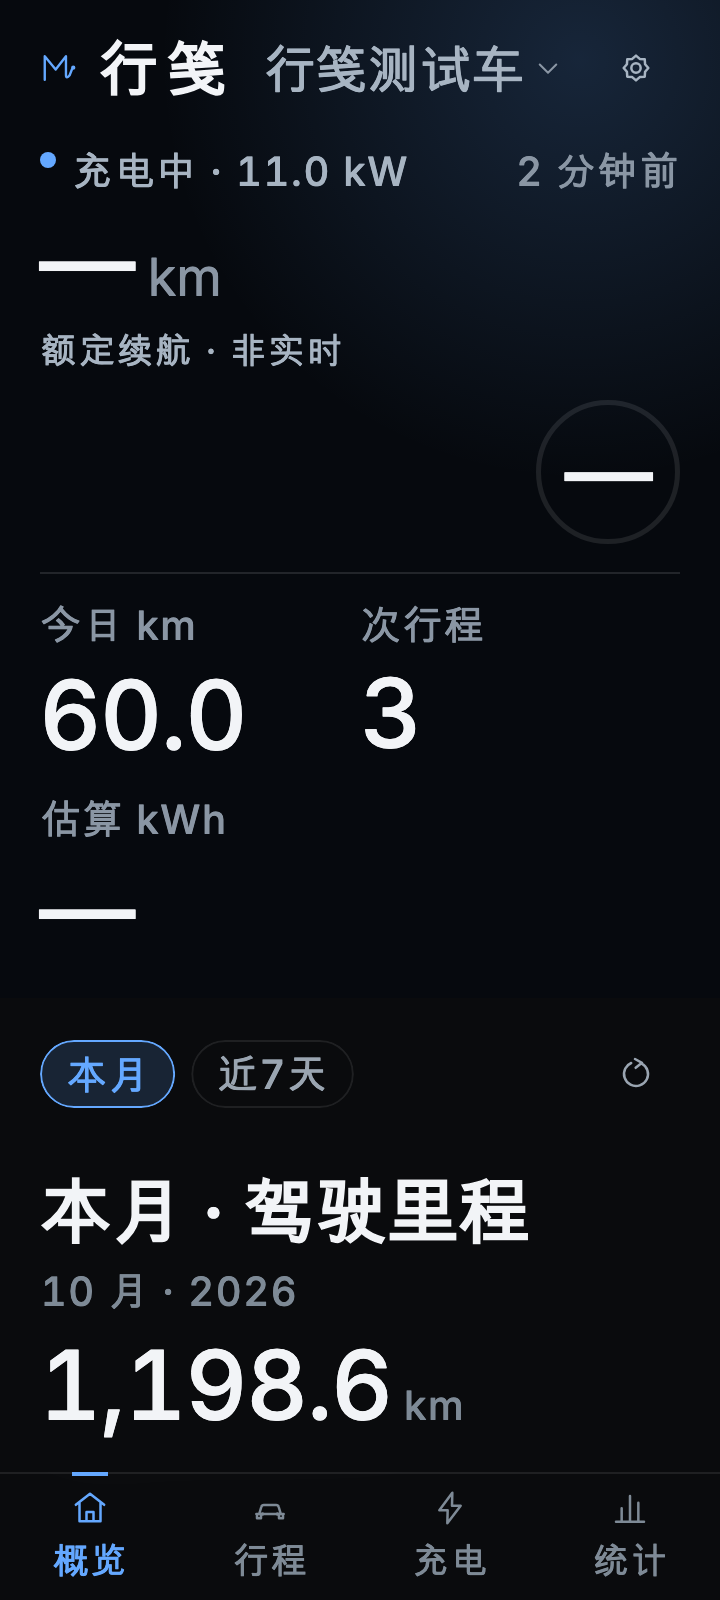 行笺 行笺测试车
充电中 · 11.0 kW 2 分钟前
— km
额定续航 · 非实时
—
今日 km 次行程
60.0 3
估算 kWh
—
本月 近7天
本月 · 驾驶里程
10 月 · 2026
1,198.6 km
概览 行程 充电 统计